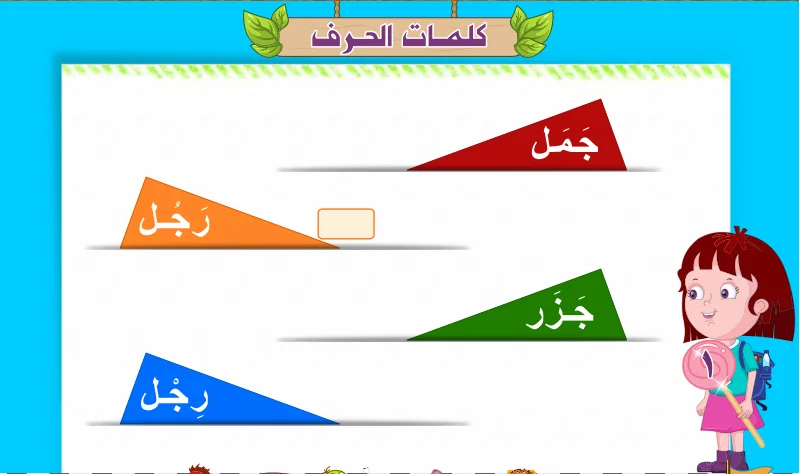 كلمات الحرف
جَمَل
رَجُل
جَزَر
رِجْل
١